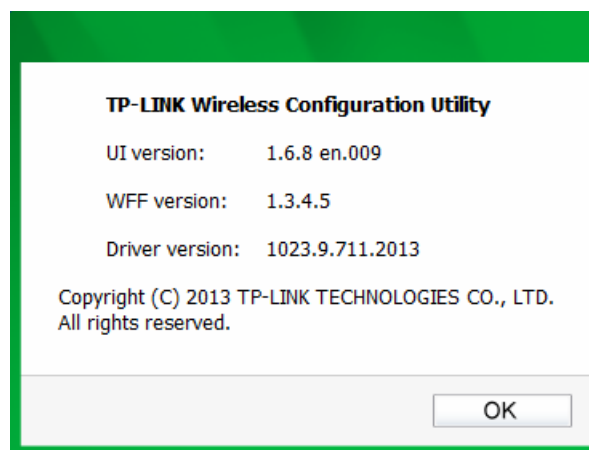 TP-LINK Wireless Configuration Utility
UI version: 1.6.8 en.009
WFF version: 1.3.4.5
Driver version: 1023.9.711.2013
Copyright (C) 2013 TP-LINK TECHNOLOGIES CO., LTD.
All rights reserved.
OK